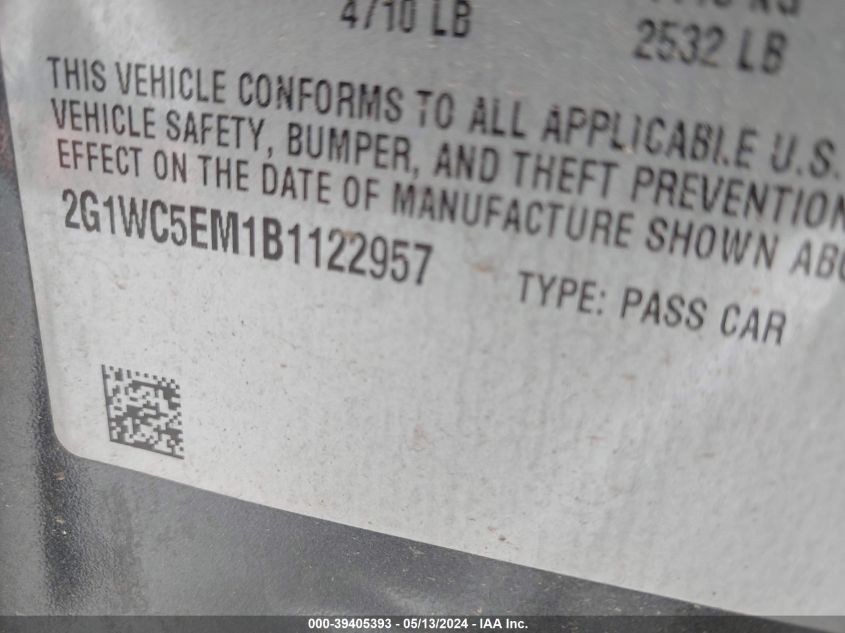 4710 LB
2532 LB
THIS VEHICLE CONFORMS TO ALL APPLICABLE U.S.
VEHICLE SAFETY, BUMPER, AND THEFT PREVENTION
EFFECT ON THE DATE OF MANUFACTURE SHOWN
2G1WC5EM1B1122957
TYPE: PASS CAR
000-39405393 - 05/13/2024 - IAA Inc.